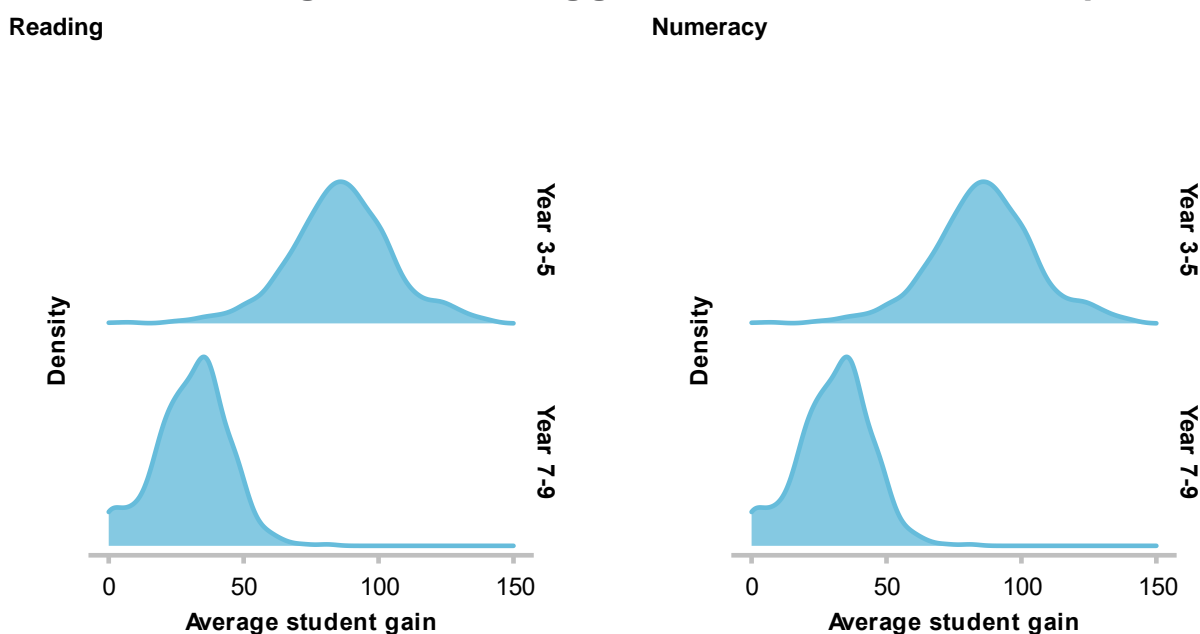 Reading
Numeracy
Year 3-5
Year 3-5
Density
Density
Year 7-9
Year 7-9
0 50 100 150
0 50 100 150
Average student gain
Average student gain